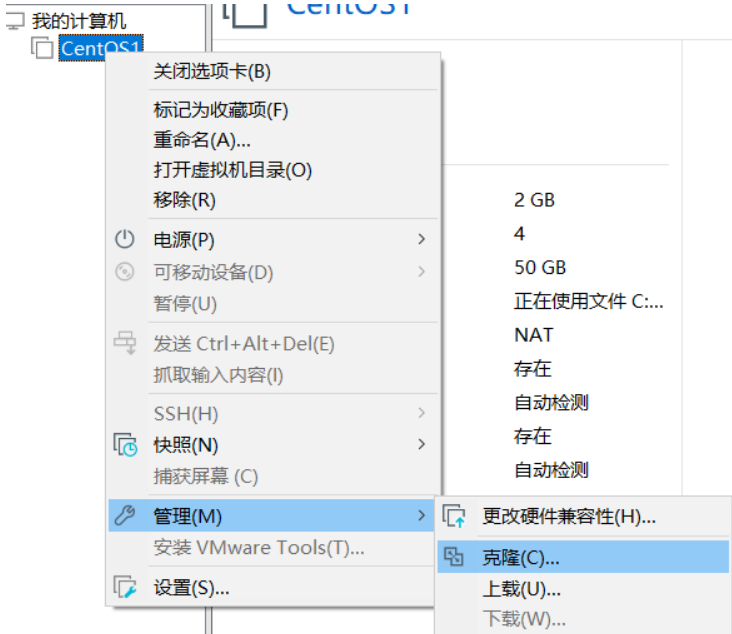 我的计算机
CentOS1
CentOS1
关闭选项卡(B)
标记为收藏项(F)
重命名(A)...
打开虚拟机目录(O)
移除(R)
电源(P)
可移动设备(D)
暂停(U)
发送 Ctrl+Alt+Del(E)
抓取输入内容(I)
SSH(H)
快照(N)
捕获屏幕 (C)
管理(M)
安装 VMware Tools(T)...
设置(S)...
2 GB
4
50 GB
正在使用文件 C:...
NAT
存在
自动检测
存在
自动检测
更改硬件兼容性(H)...
克隆(C)...
上载(U)...
下载(W)...